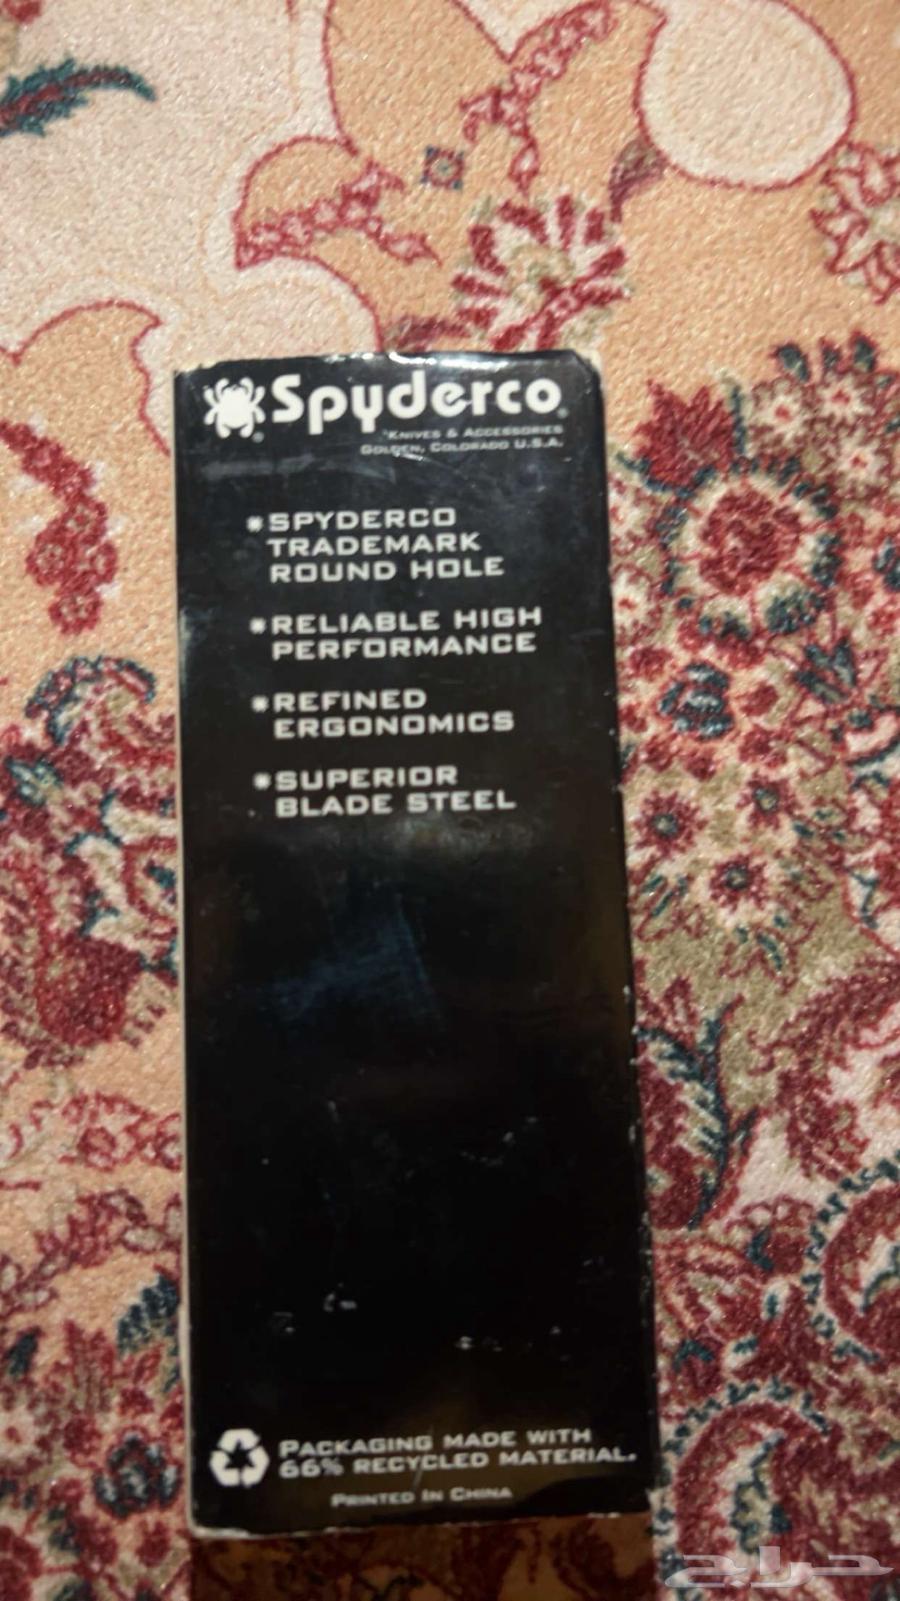 Spyderco®
Knives & Accessories
Golden, Colorado U.S.A.
SPYDERCO
TRADEMARK
ROUND HOLE
RELIABLE HIGH
PERFORMANCE
REFINED
ERGONOMICS
SUPERIOR
BLADE STEEL
PACKAGING MADE WITH
66% RECYCLED MATERIAL.
PRINTED IN CHINA
حراج